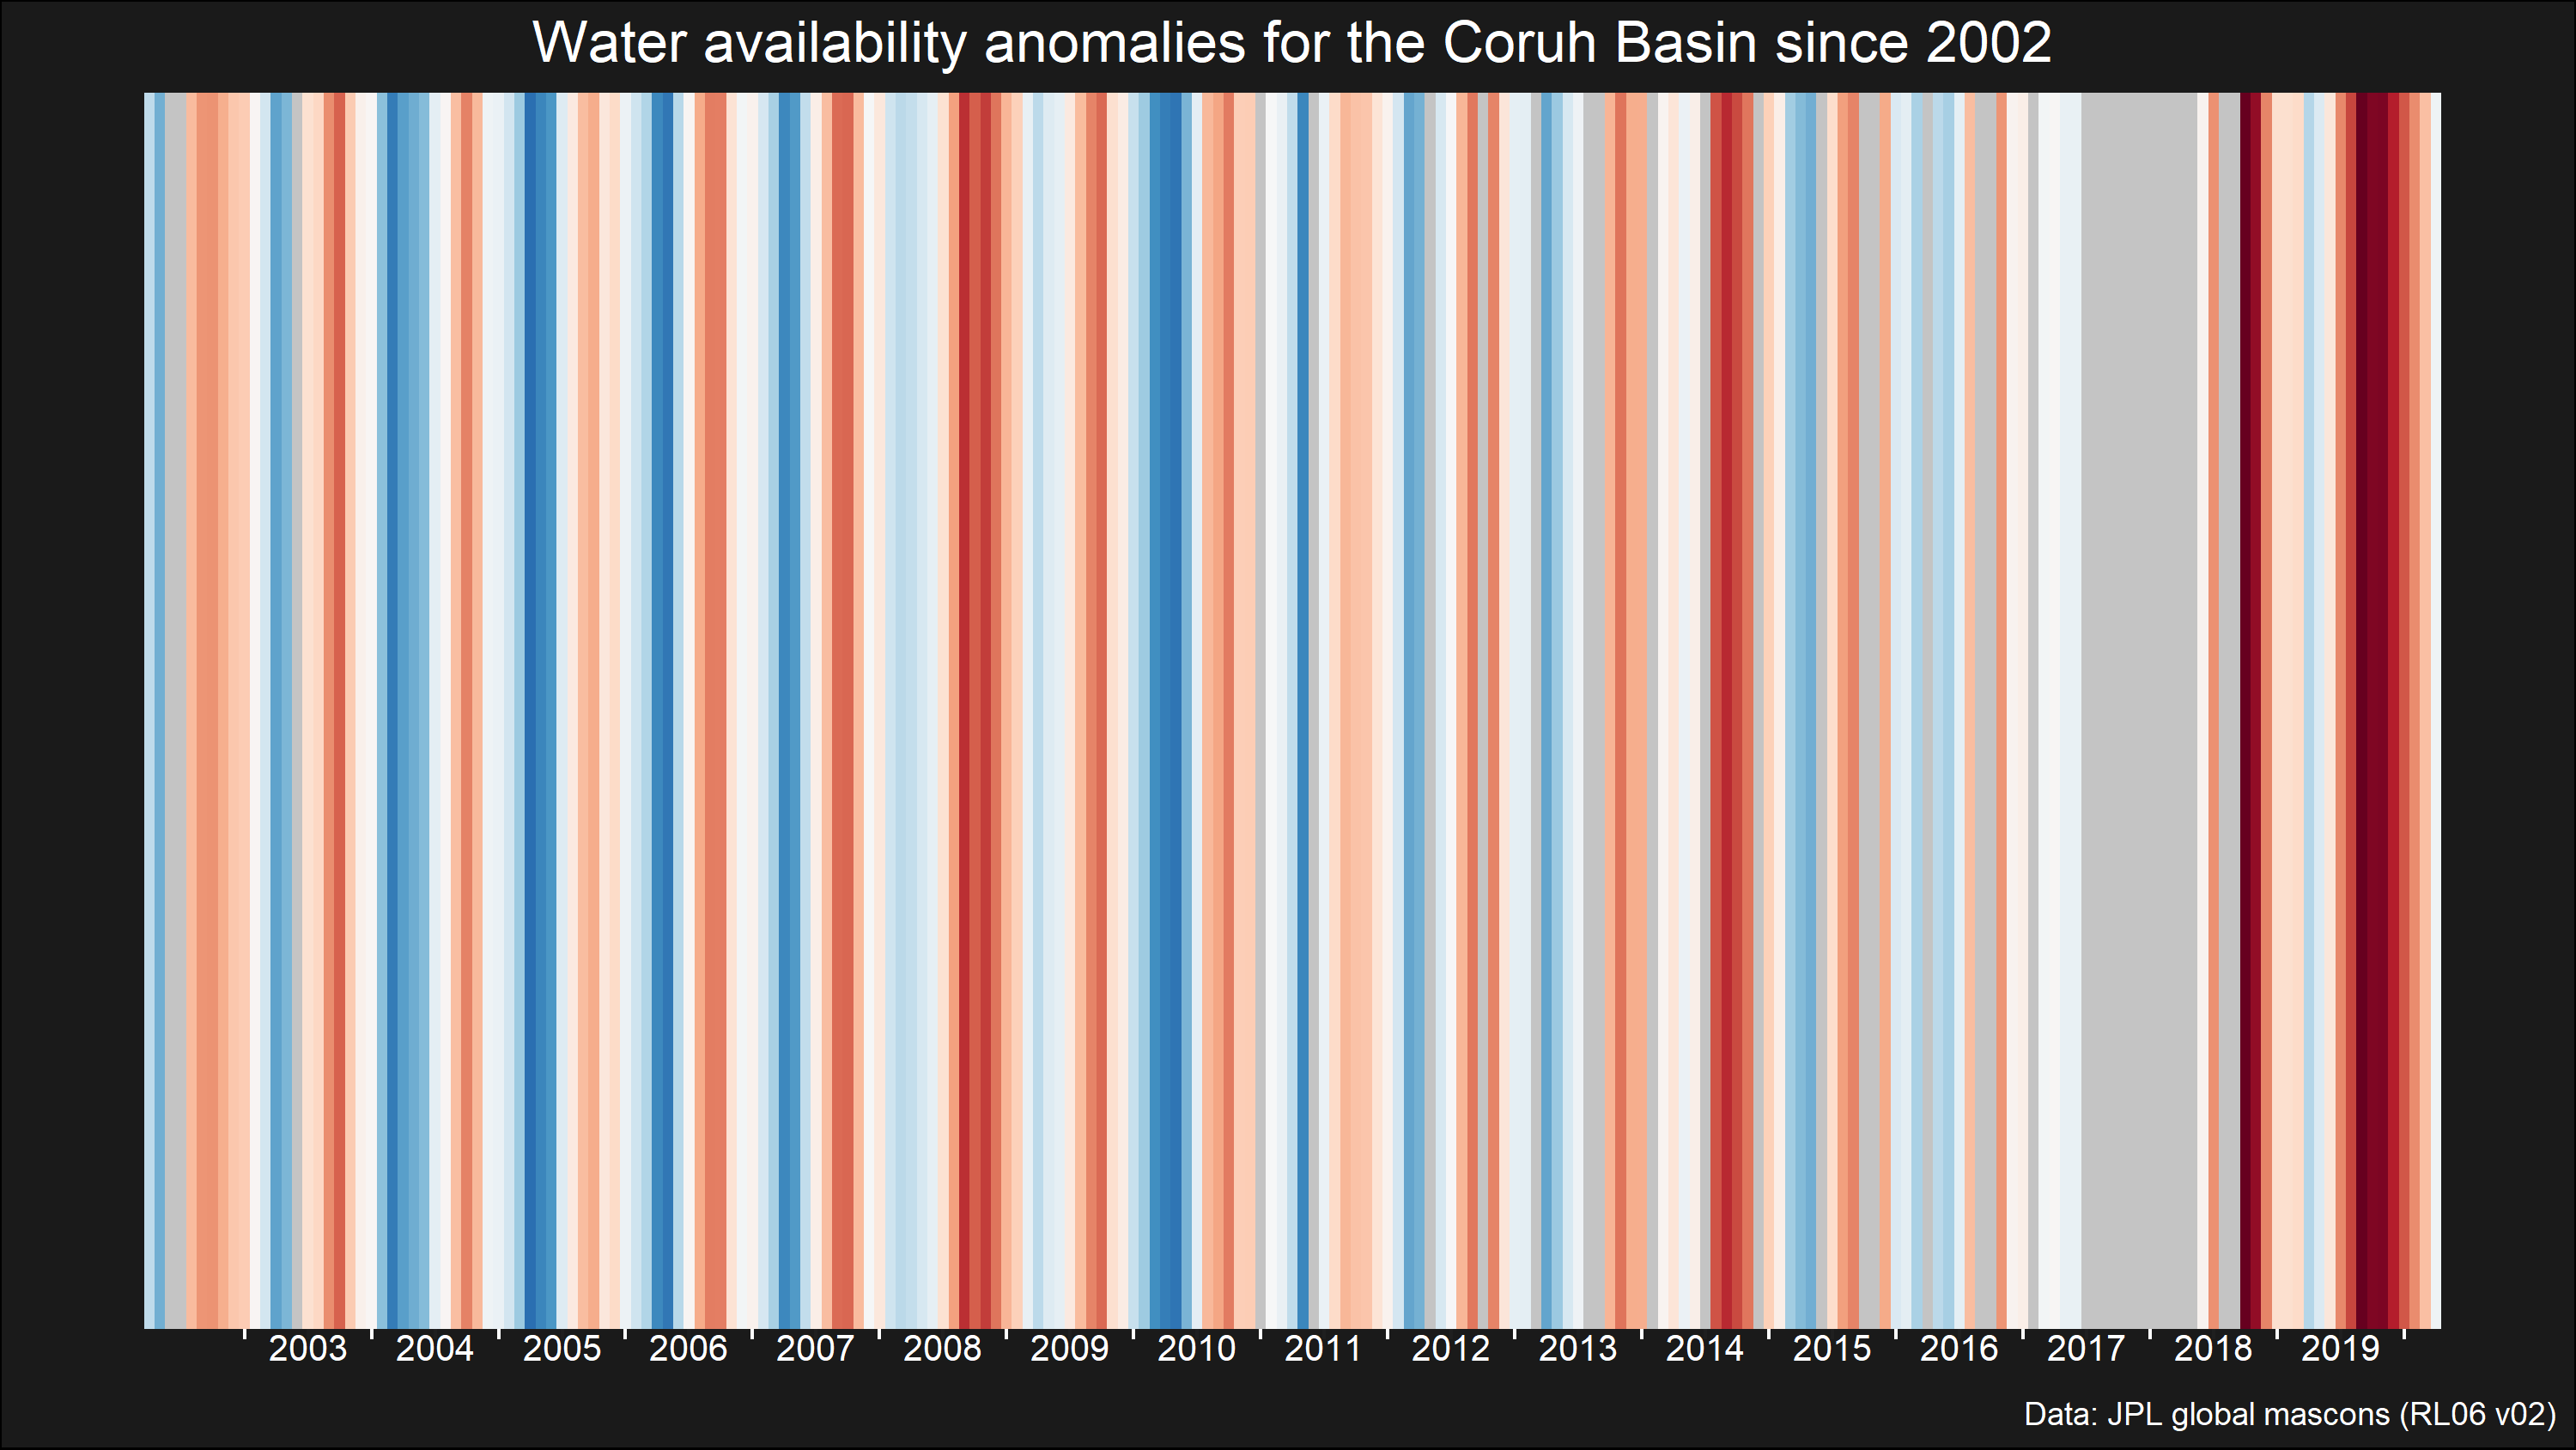 Water availability anomalies for the Coruh Basin since 2002
2003 2004 2005 2006 2007 2008 2009 2010 2011 2012 2013 2014 2015 2016 2017 2018 2019
Data: JPL global mascons (RL06 v02)